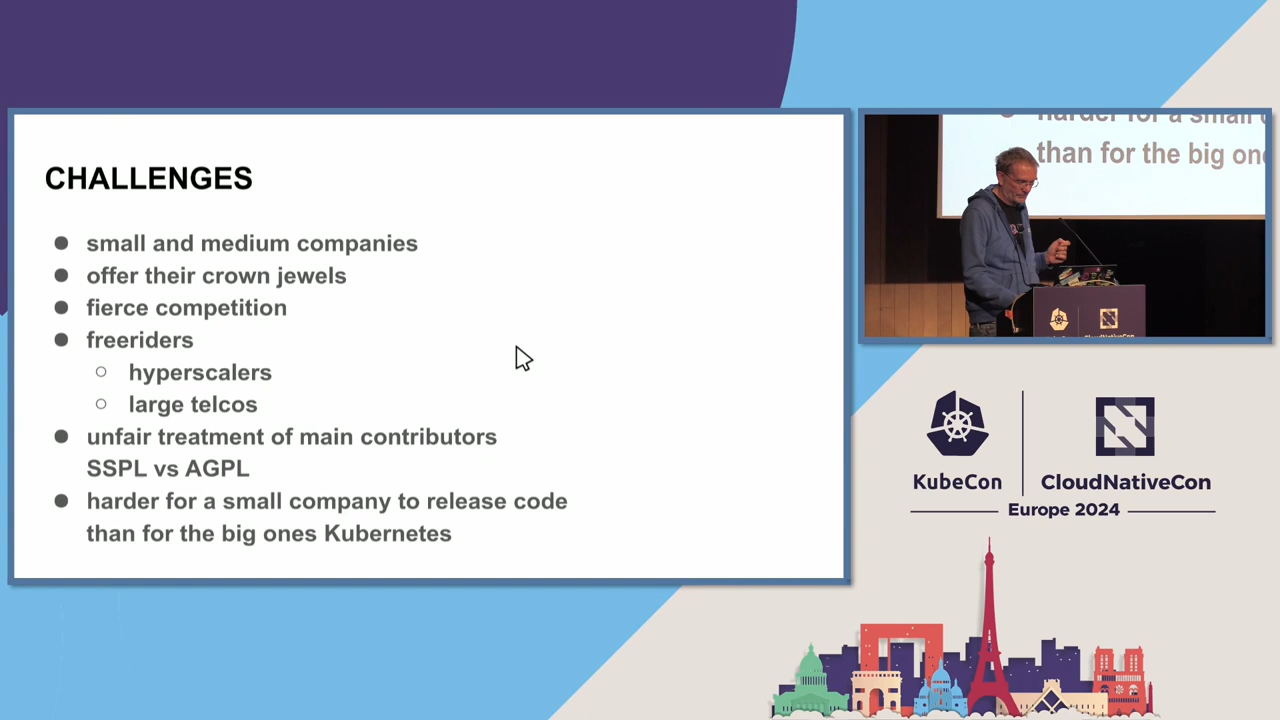 CHALLENGES
● small and medium companies
● offer their crown jewels
● fierce competition
● freeriders
○ hyperscalers
○ large telcos
● unfair treatment of main contributors
SSPL vs AGPL
● harder for a small company to release code
than for the big ones Kubernetes
harder for a small
than for the big one
KubeCon
CloudNativeCon
Europe 2024
CloudNativeCon